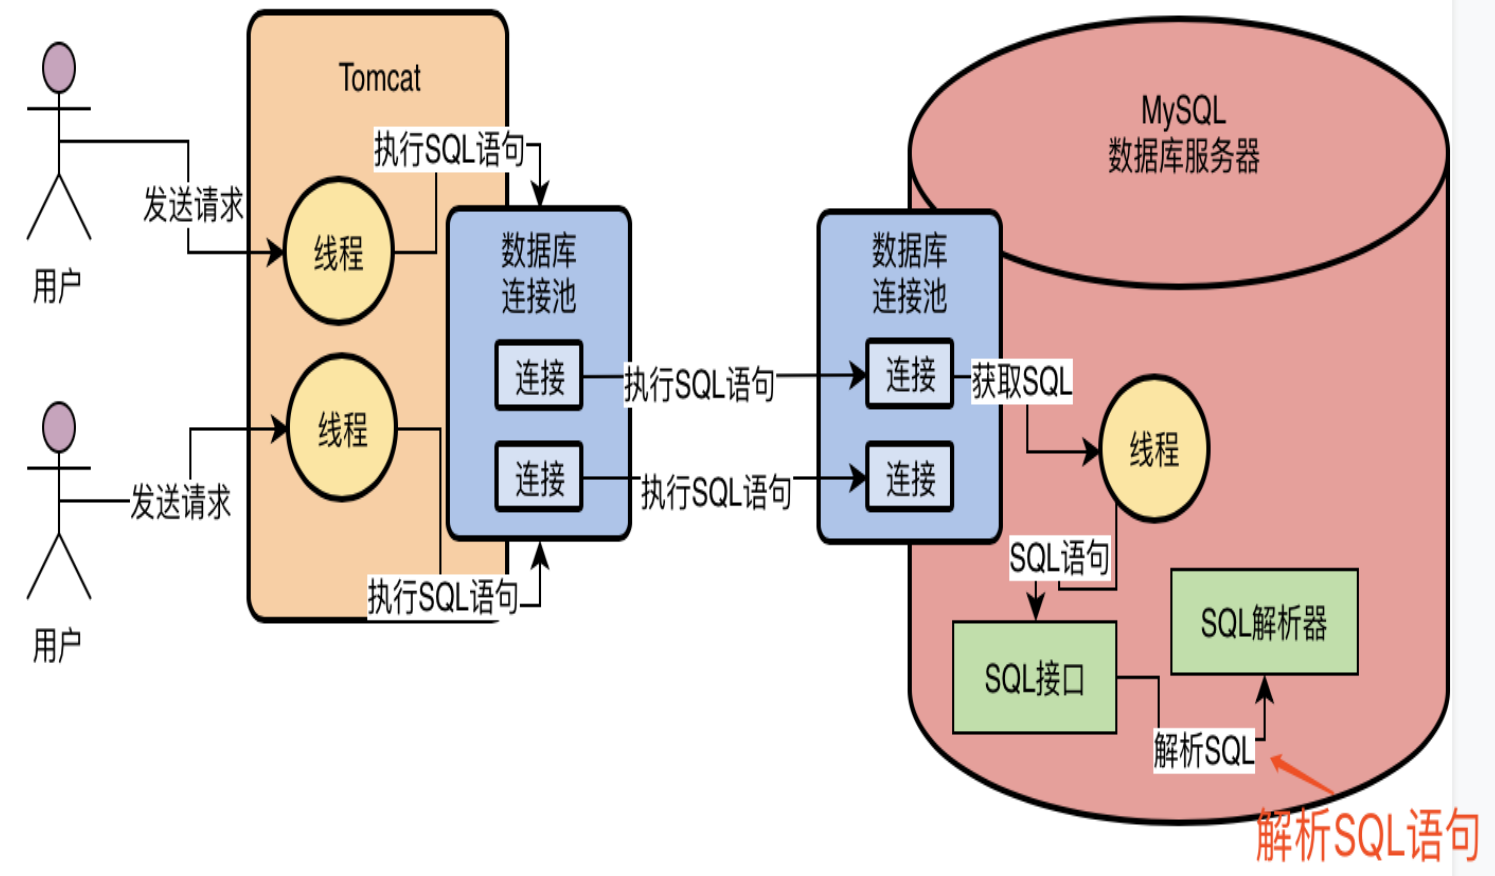 Tomcat
执行SQL语句
发送请求
线程
用户
数据库
连接池
连接
执行SQL语句
线程
连接
执行SQL语句
发送请求
执行SQL语句
用户
MySQL
数据库服务器
数据库
连接池
连接
获取SQL
线程
连接
SQL语句
SQL接口
SQL解析器
解析SQL
解析SQL语句